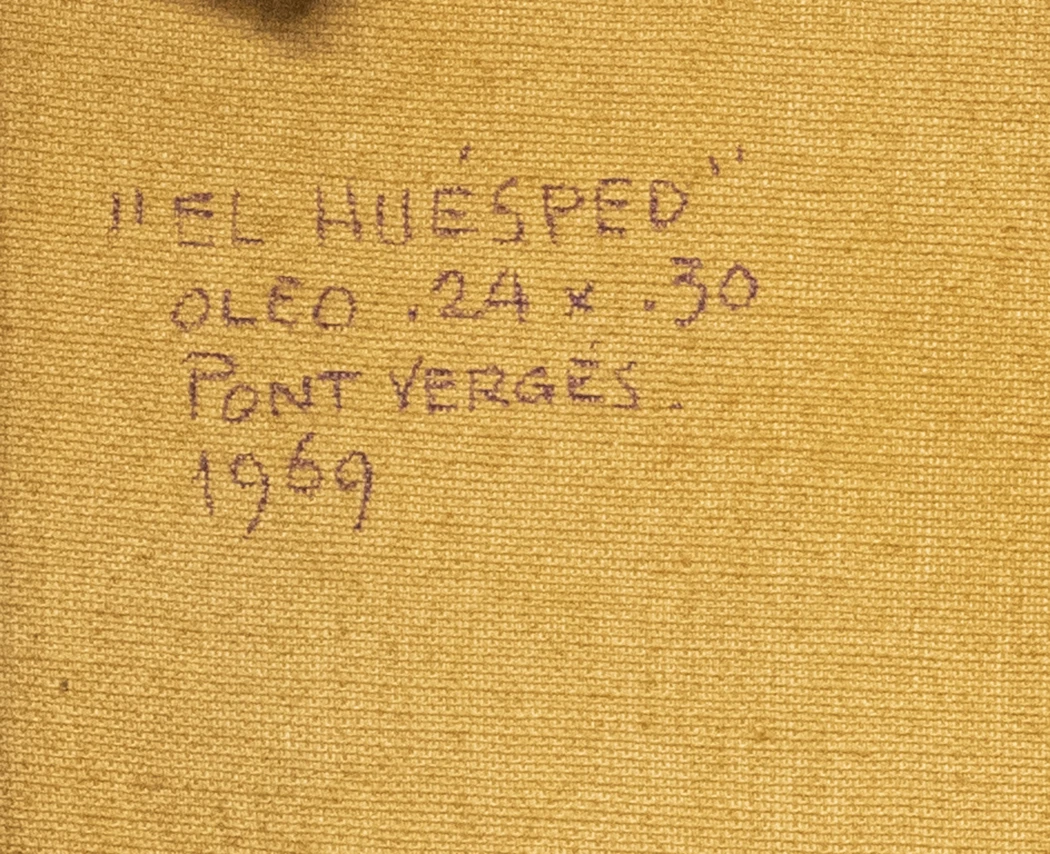 "EL HUÉSPED"
OLEO .24 x .30
PONT VERGÉS.
1969